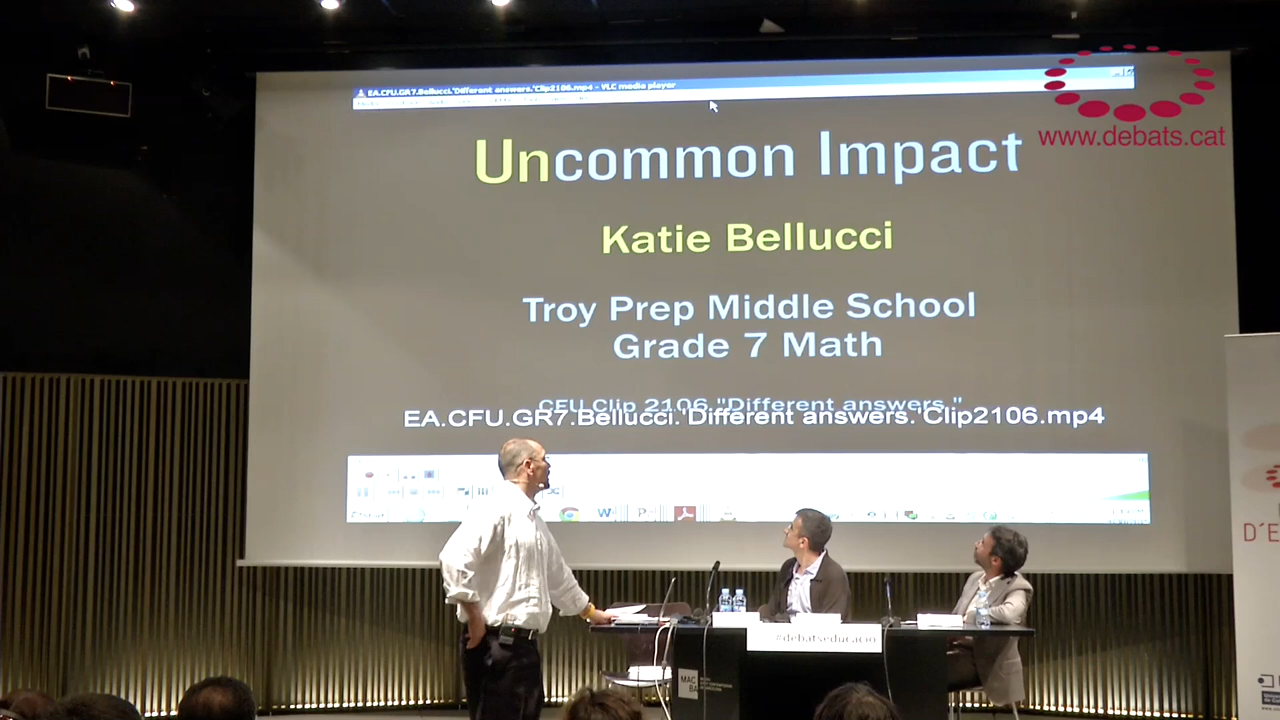 EA.CFU.GR7.Bellucci.'Different answers.'Clip2106.mp4 - VLC media player
www.debats.cat
Uncommon Impact
Katie Bellucci
Troy Prep Middle School
Grade 7 Math
CFU.Clip 2106."Different answers."
EA.CFU.GR7.Bellucci.'Different answers.'Clip2106.mp4
D'E
#debatseducacio
MAC
BA